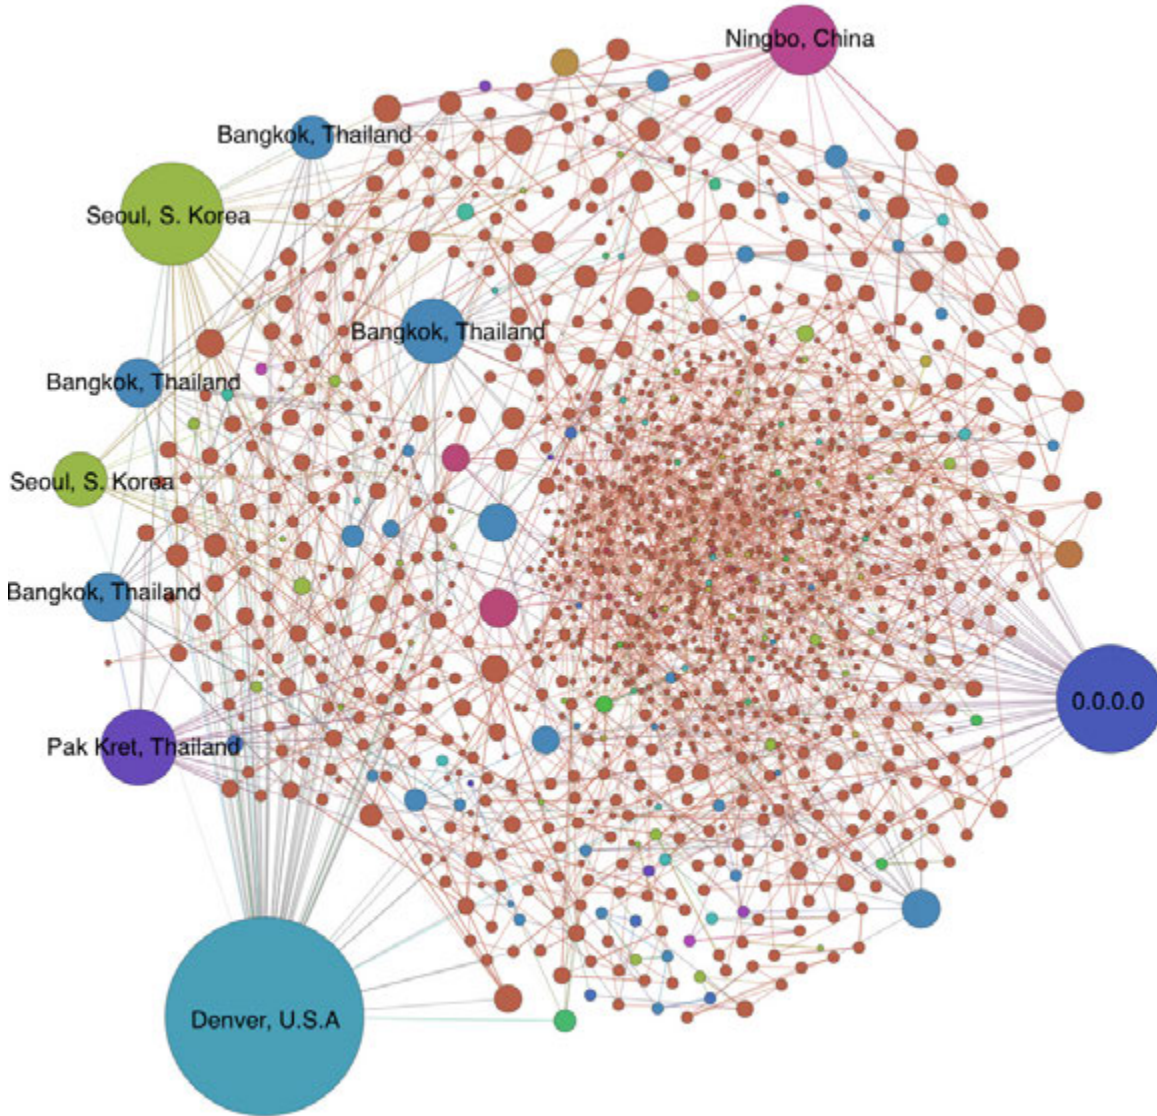 Ningbo, China
Bangkok, Thailand
Seoul, S. Korea
Bangkok, Thailand
Bangkok, Thailand
Seoul, S. Korea
Bangkok, Thailand
0.0.0.0
Pak Kret, Thailand
Denver, U.S.A